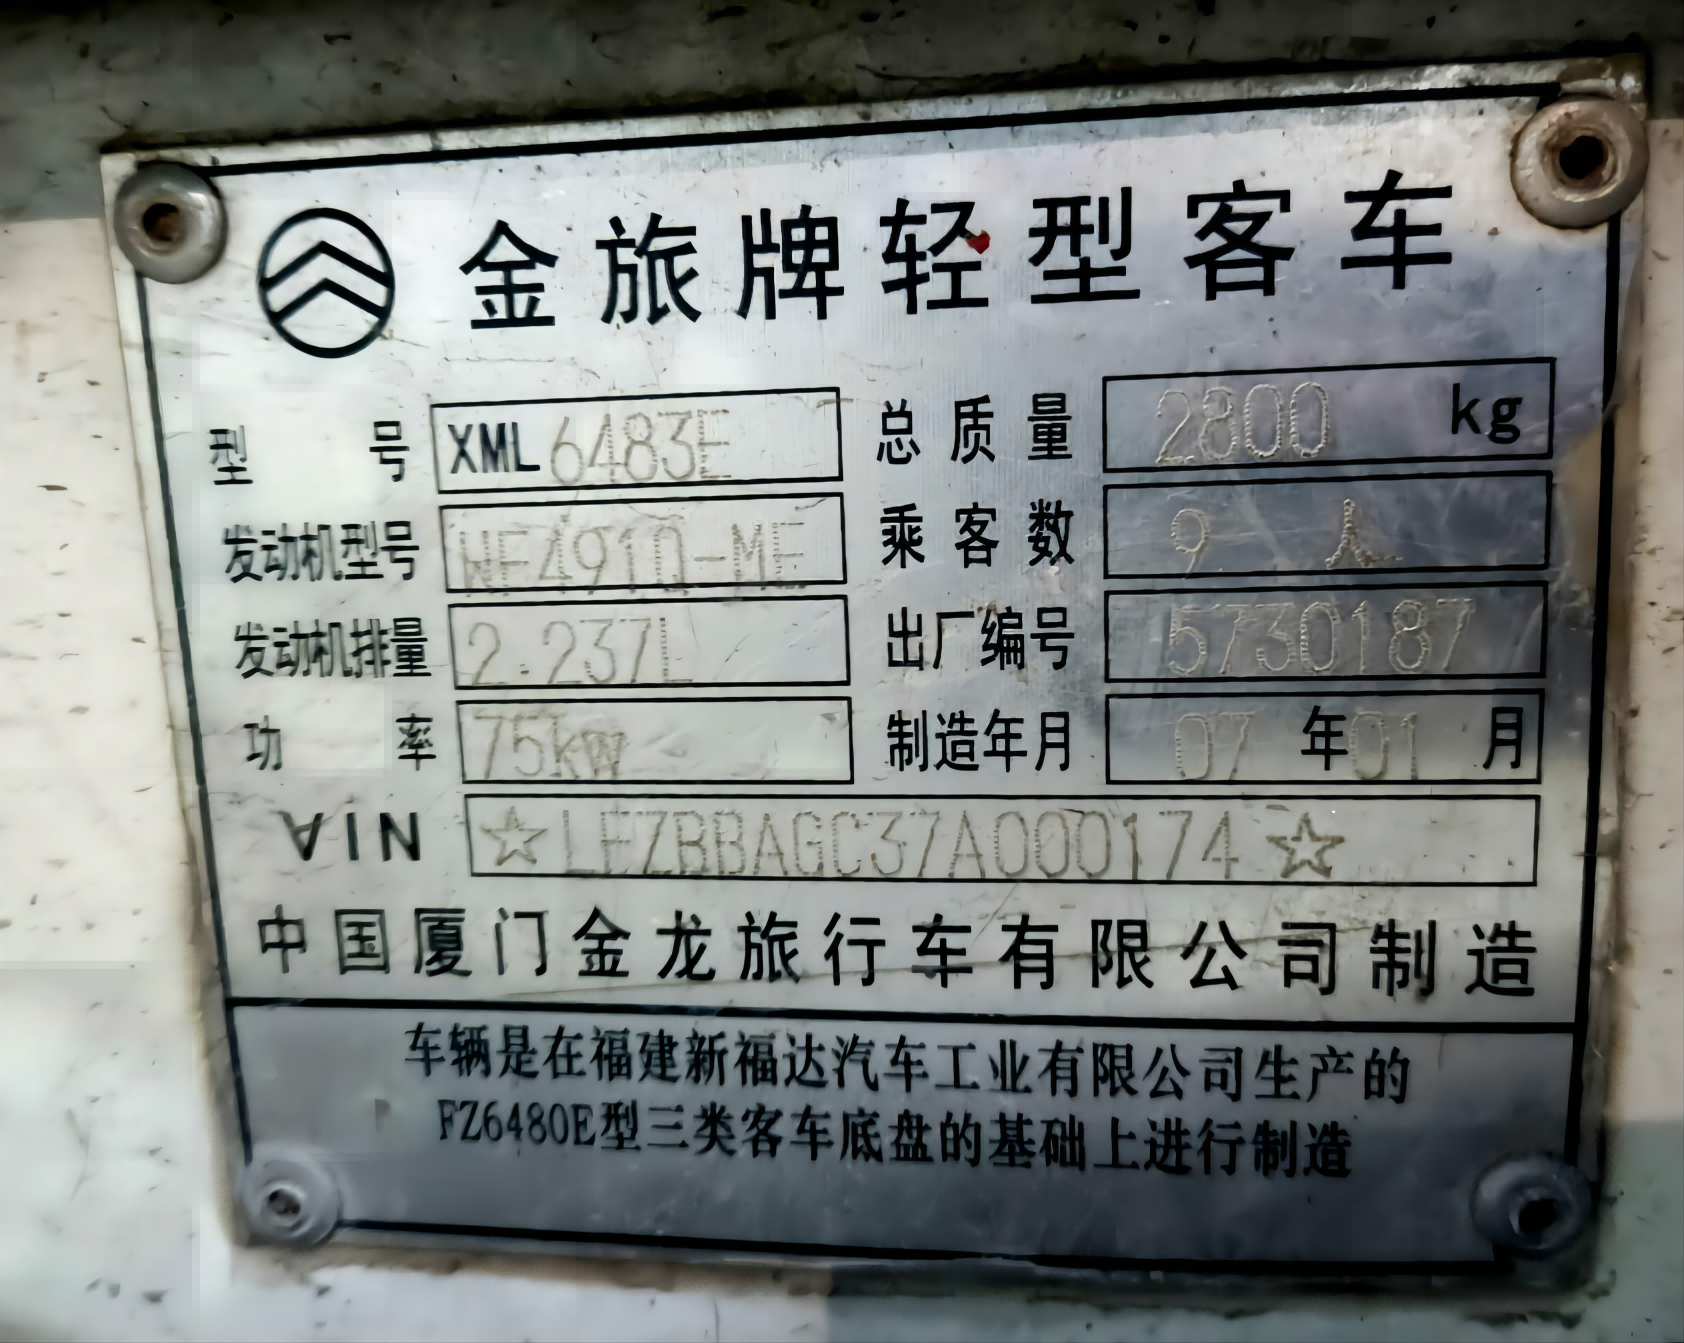 金旅牌轻型客车
型号 XML6483E 总质量 2800 kg
发动机型号 WF491Q-ME 乘客数 9人
发动机排量 2.237L 出厂编号 5730187
功率 75kw 制造年月 07年01月
VIN ☆LFZBBAGC37A000174☆
中国厦门金龙旅行车有限公司制造
车辆是在福建新福达汽车工业有限公司生产的
FZ6480E型三类客车底盘的基础上进行制造